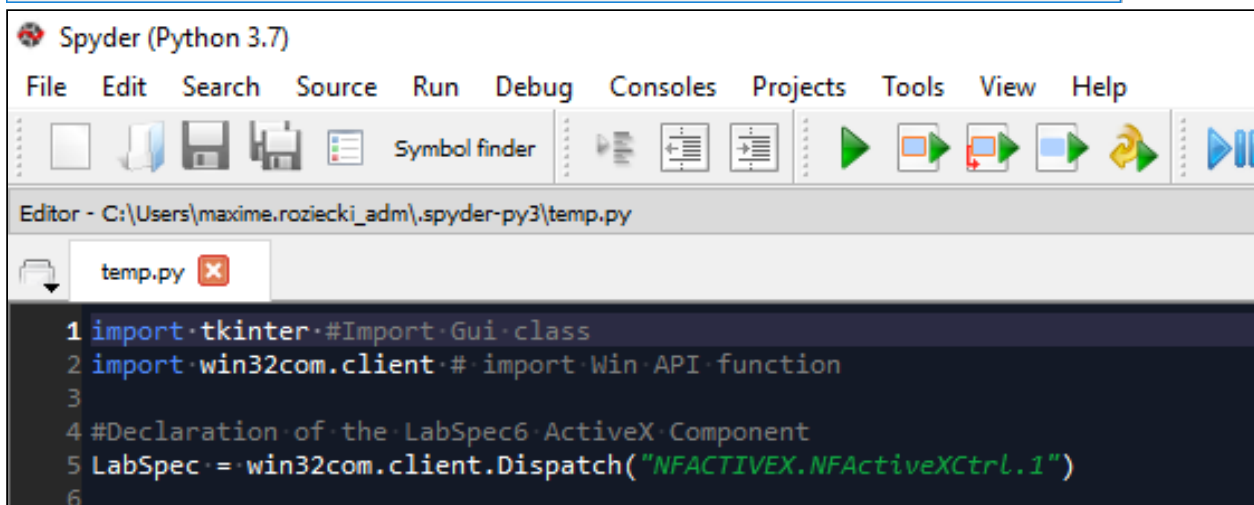 Spyder (Python 3.7)
File Edit Search Source Run Debug Consoles Projects Tools View Help
Symbol finder
Editor - C:\Users\maxime.roziecki_adm\.spyder-py3\temp.py
temp.py
1 import·tkinter·#Import·Gui·class
2 import·win32com.client·#·import·Win·API·function
3
4 #Declaration·of·the·LabSpec6·ActiveX·Component
5 LabSpec·=·win32com.client.Dispatch("NFACTIVEX.NFActiveXCtrl.1")
6